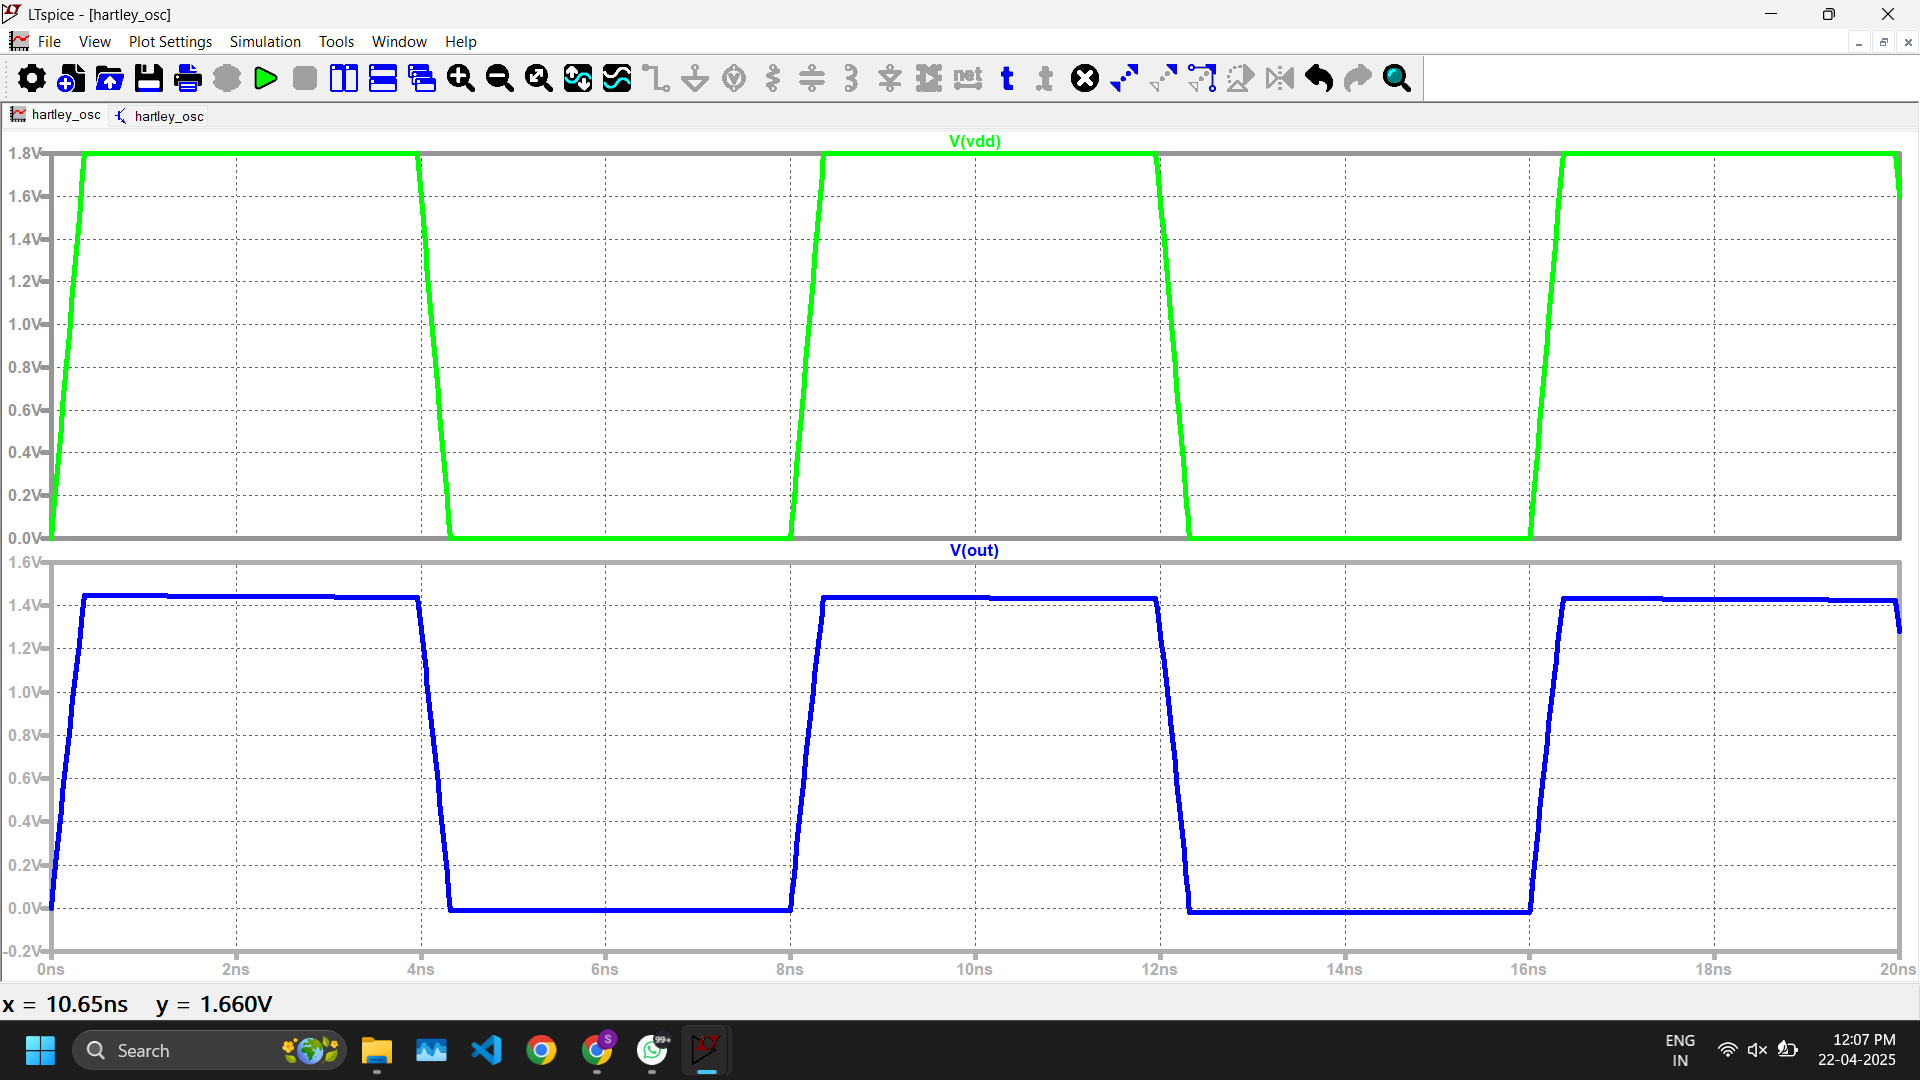 LTspice - [hartley_osc]
File View Plot Settings Simulation Tools Window Help
net t t
hartley_osc hartley_osc
V(vdd)
1.8V
1.6V
1.4V
1.2V
1.0V
0.8V
0.6V
0.4V
0.2V
0.0V
V(out)
1.6V
1.4V
1.2V
1.0V
0.8V
0.6V
0.4V
0.2V
0.0V
-0.2V
0ns 2ns 4ns 6ns 8ns 10ns 12ns 14ns 16ns 18ns 20ns
x = 10.65ns y = 1.660V
Search
S
99+
ENG
IN
12:07 PM
22-04-2025